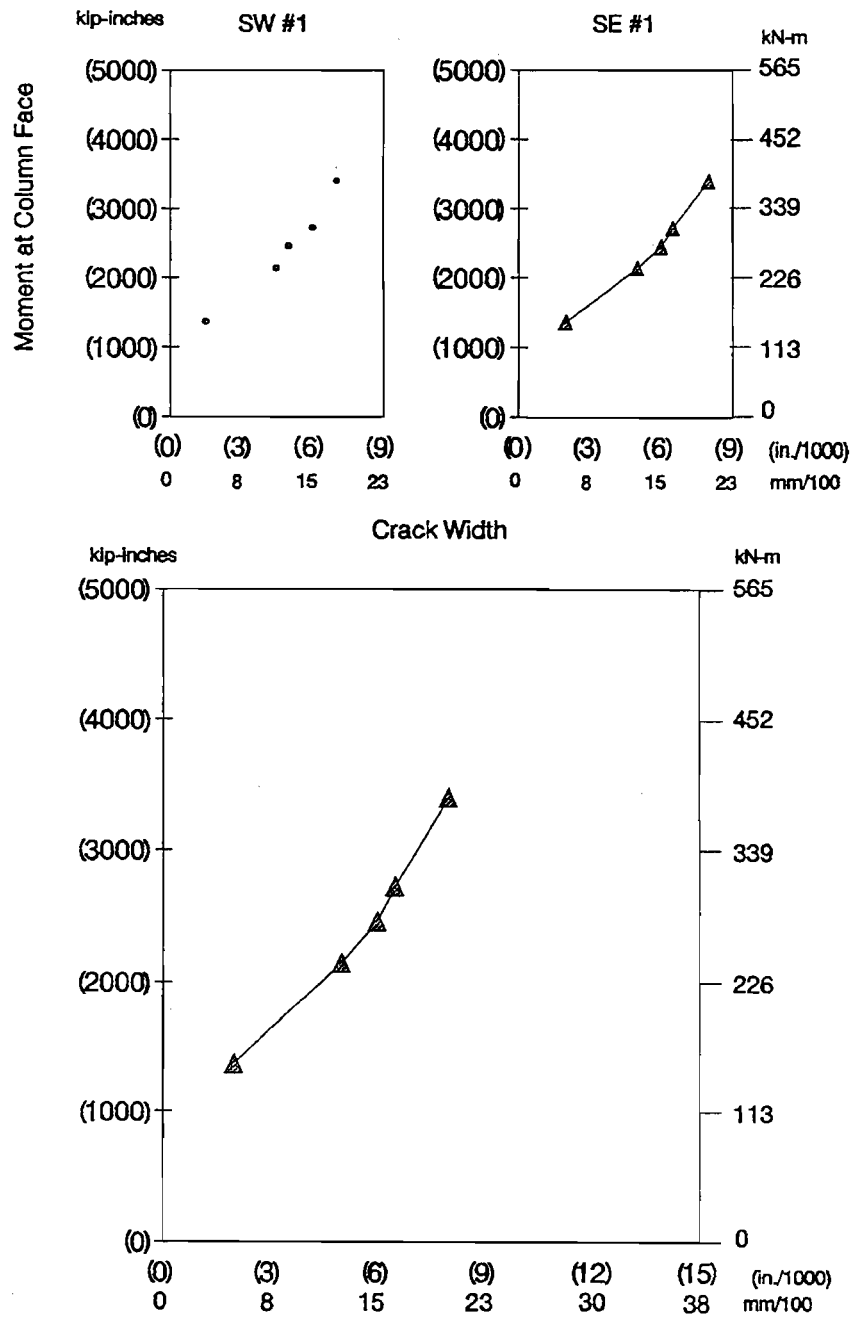 kip-inches SW #1 SE #1 kN-m
Moment at Column Face
(5000) (5000) 565
(4000) (4000) 452
(3000) (3000) 339
(2000) (2000) 226
(1000) (1000) 113
(0) (0) 0
(0) (3) (6) (9) (0) (3) (6) (9) (in./1000)
0 8 15 23 0 8 15 23 mm/100
Crack Width
kip-inches kN-m
(5000) 565
(4000) 452
(3000) 339
(2000) 226
(1000) 113
(0) 0
(0) (3) (6) (9) (12) (15) (in./1000)
0 8 15 23 30 38 mm/100